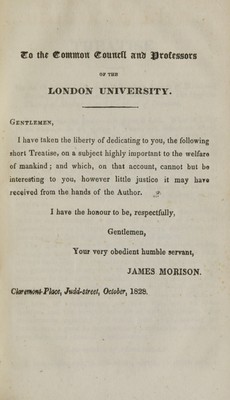 To the Common Council and Professors
OF THE
LONDON UNIVERSITY.
GENTLEMEN,
I have taken the liberty of dedicating to you, the following
short Treatise, on a subject highly important to the welfare
of mankind; and which, on that account, cannot but be
interesting to you, however little justice it may have
received from the hands of the Author.
I have the honour to be, respectfully,
Gentlemen,
Your very obedient humble servant,
JAMES MORISON.
Claremont-Place, Judd-street, October, 1828.